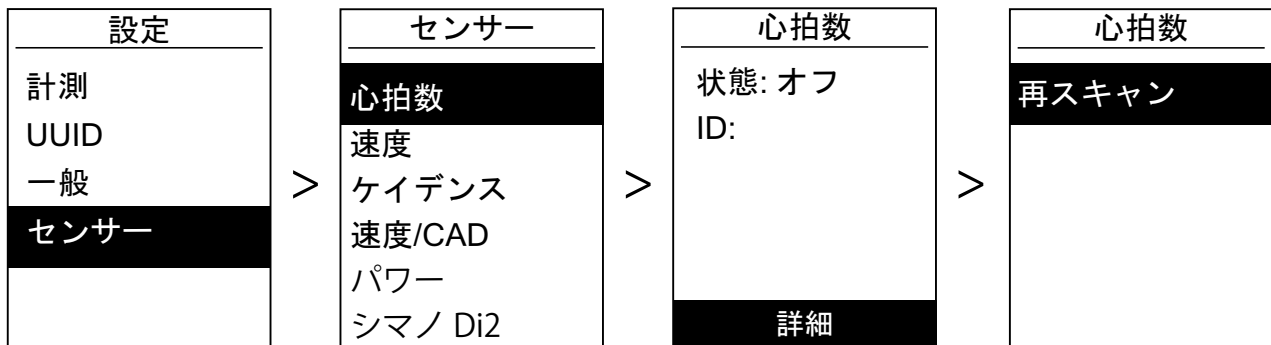 設定
計測
UUID
一般
センサー
>
センサー
心拍数
速度
ケイデンス
速度/CAD
パワー
シマノ Di2
>
心拍数
状態: オフ
ID:
詳細
>
心拍数
再スキャン